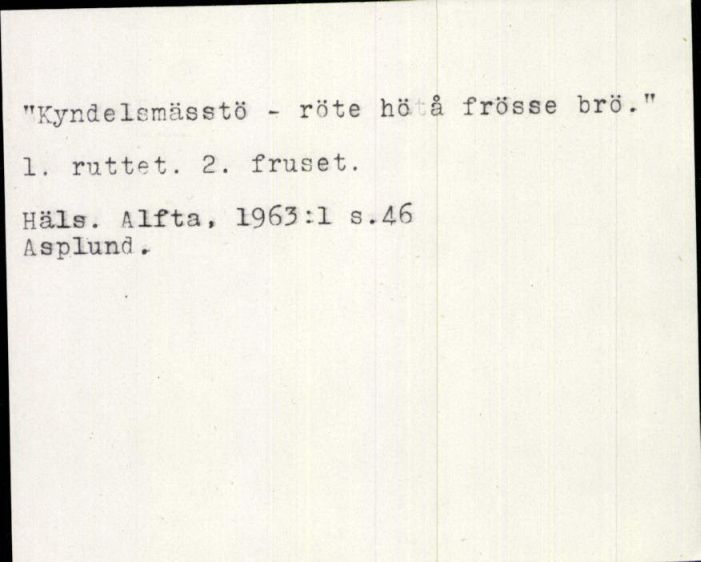 "Kyndelsmässtö - röte hö å frösse brö."
1. ruttet. 2. fruset.
Häls. Alfta, 1963:1 s.46
Asplund.